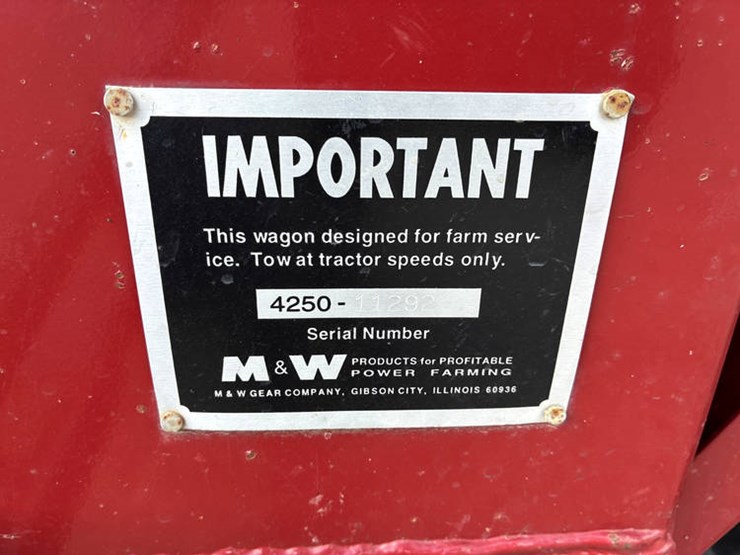 IMPORTANT
This wagon designed for farm serv-
ice. Tow at tractor speeds only.
4250 - 11292
Serial Number
M & W PRODUCTS for PROFITABLE
POWER FARMING
M & W GEAR COMPANY, GIBSON CITY, ILLINOIS 60936